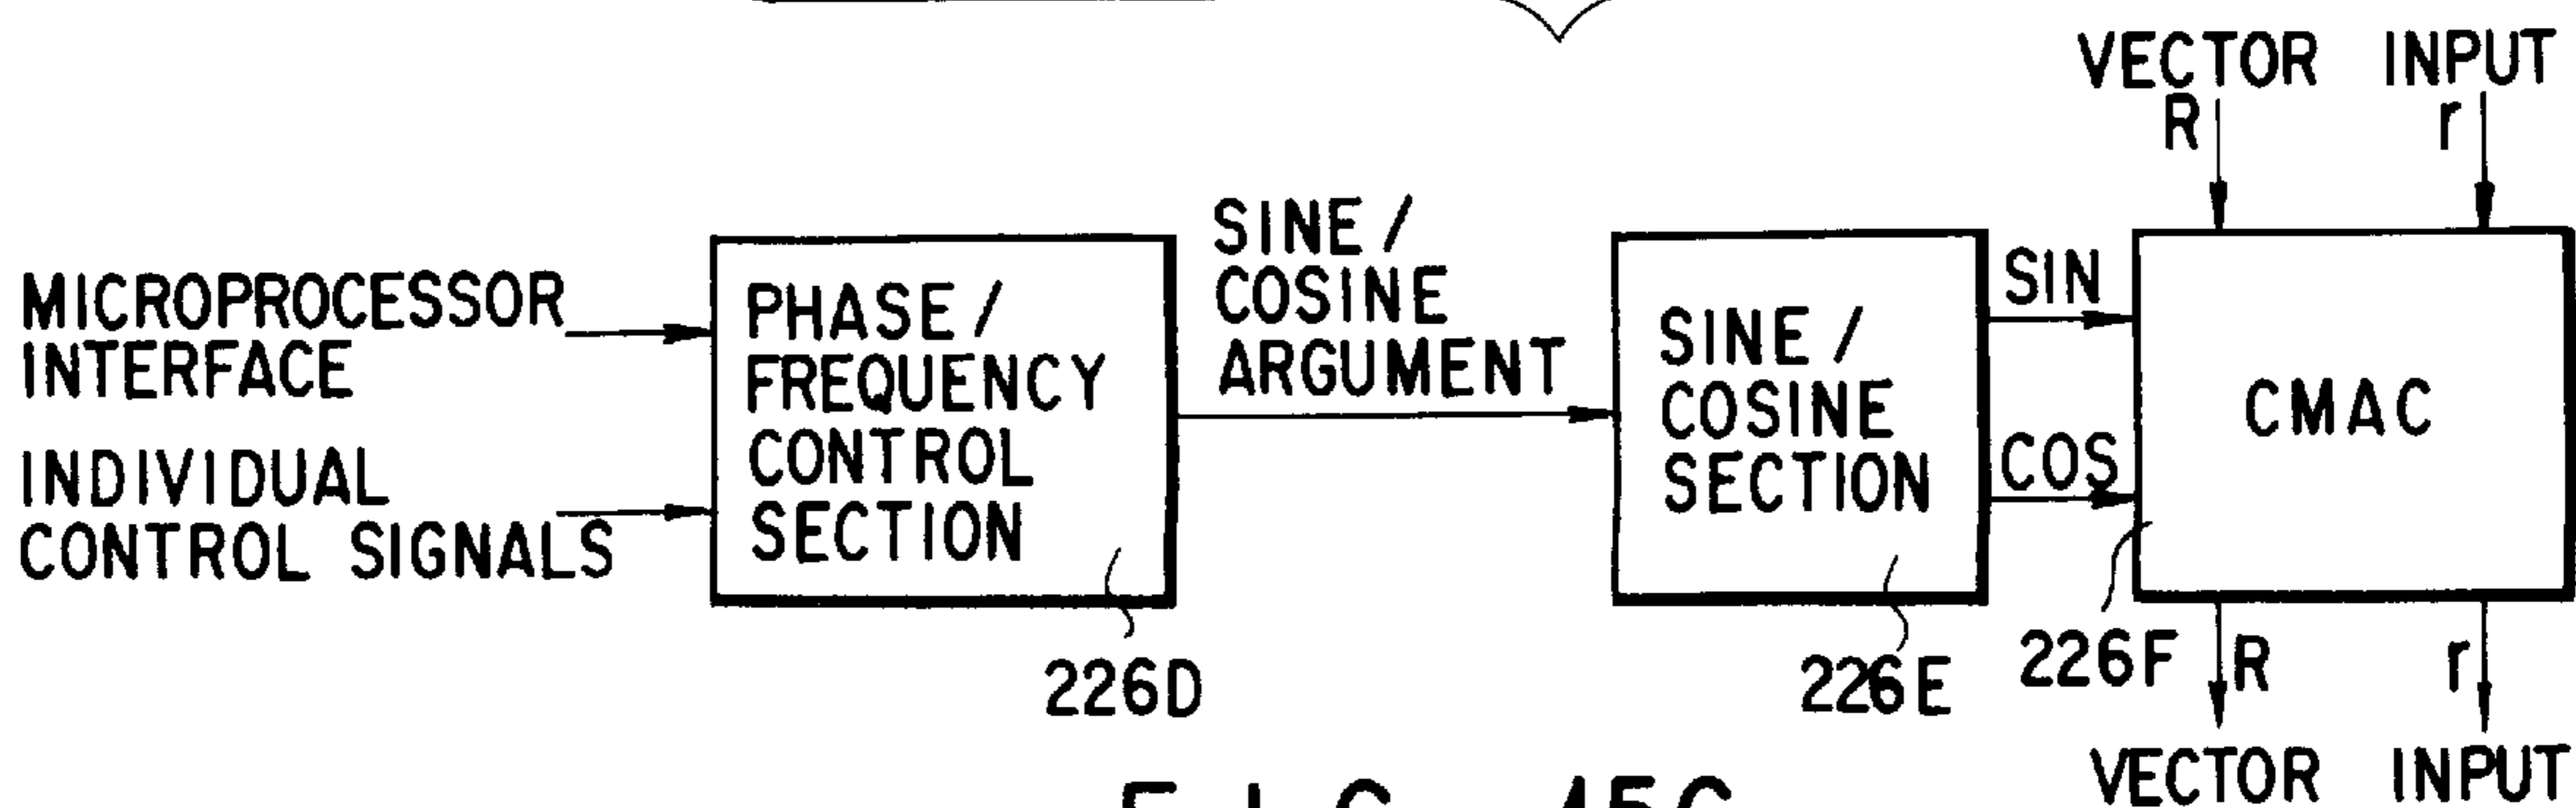 VECTOR INPUT
R r
MICROPROCESSOR
INTERFACE
INDIVIDUAL
CONTROL SIGNALS
PHASE /
FREQUENCY
CONTROL
SECTION
226D
SINE /
COSINE
ARGUMENT
SINE /
COSINE
SECTION
226E
SIN
COS
CMAC
226F
R r
VECTOR INPUT